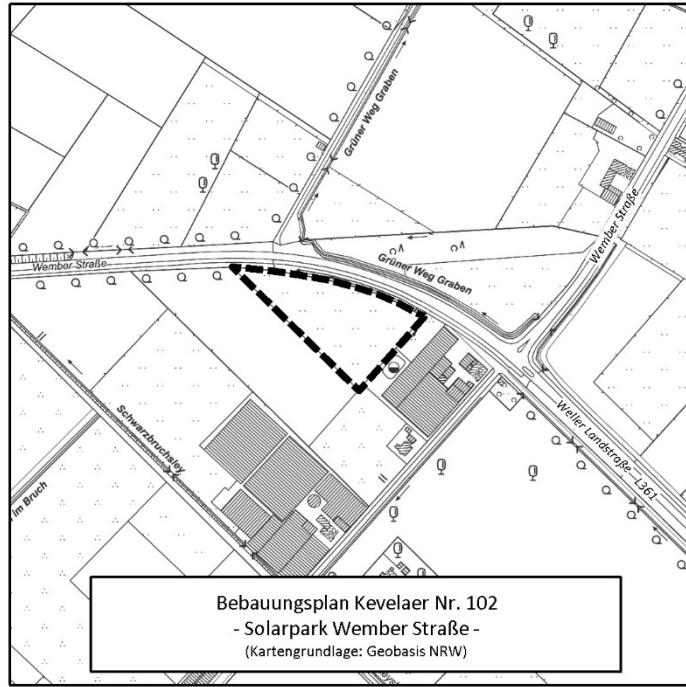 Grüner Weg Graben
Wember Straße
Grüner Weg Graben
Wember Straße
Schwarzbruchsley
Weller Landstraße L361
Im Bruch
Bebauungsplan Kevelaer Nr. 102
- Solarpark Wember Straße -
(Kartengrundlage: Geobasis NRW)